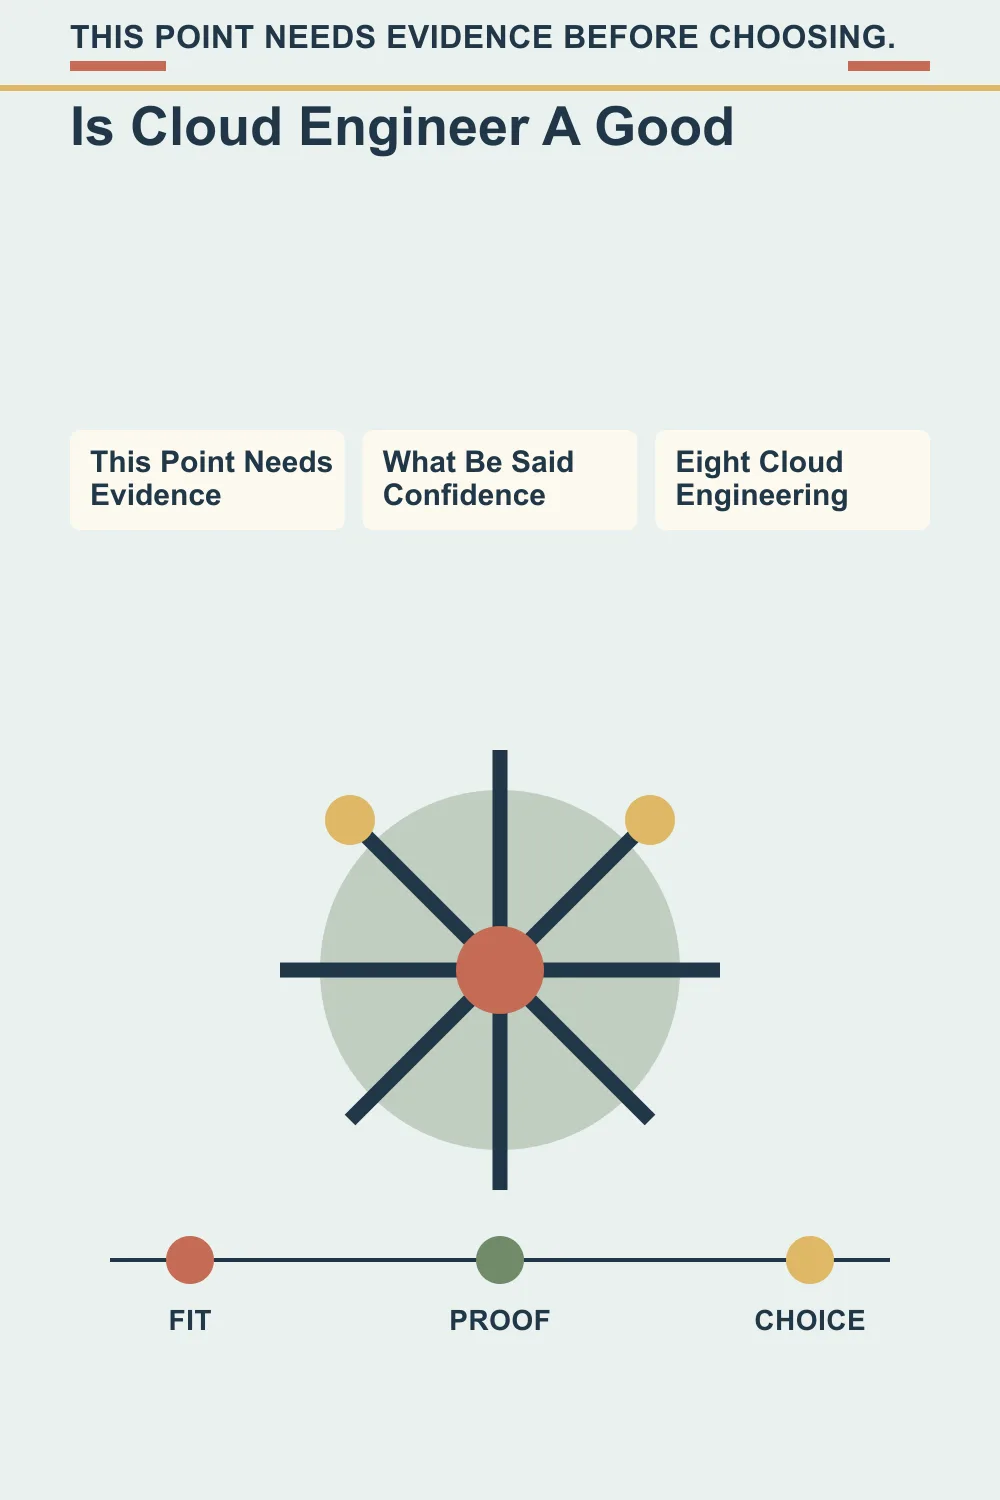 THIS POINT NEEDS EVIDENCE BEFORE CHOOSING.
Is Cloud Engineer A Good
This Point Needs
Evidence
What Be Said
Confidence
Eight Cloud
Engineering
FIT
PROOF
CHOICE